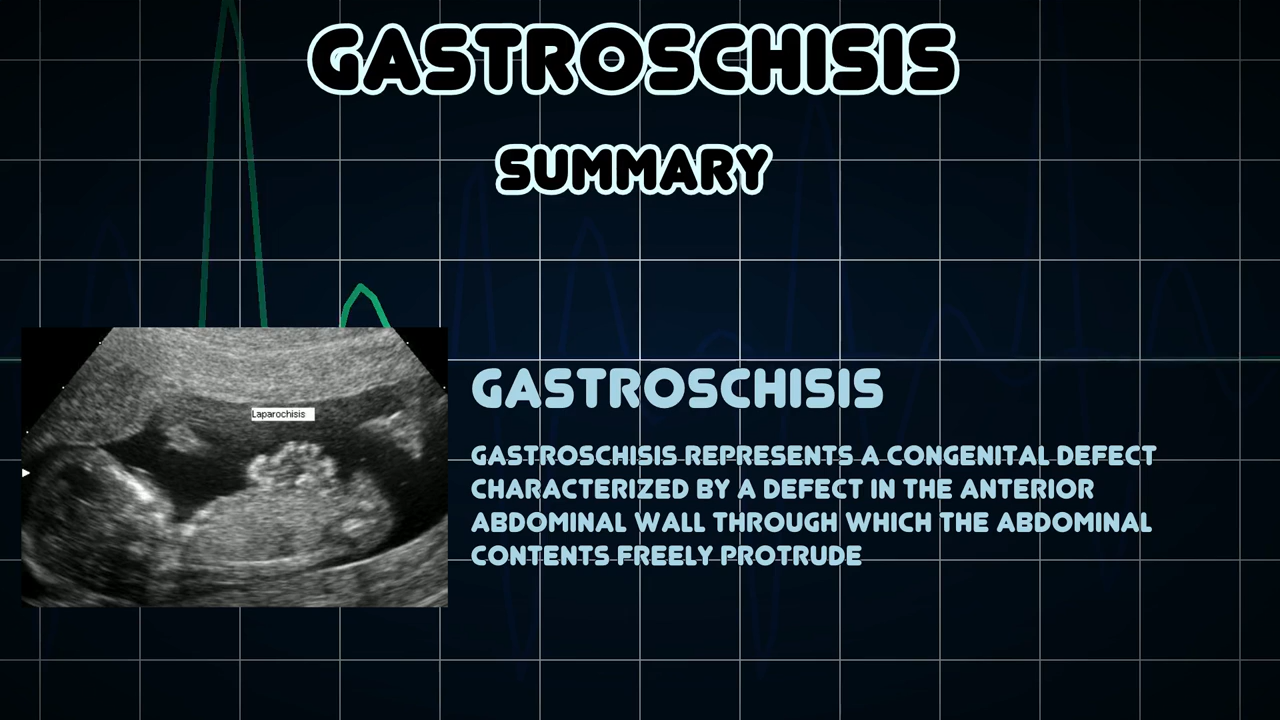 GASTROSCHISIS
SUMMARY
Laparochisis
GASTROSCHISIS
GASTROSCHISIS REPRESENTS A CONGENITAL DEFECT
CHARACTERIZED BY A DEFECT IN THE ANTERIOR
ABDOMINAL WALL THROUGH WHICH THE ABDOMINAL
CONTENTS FREELY PROTRUDE